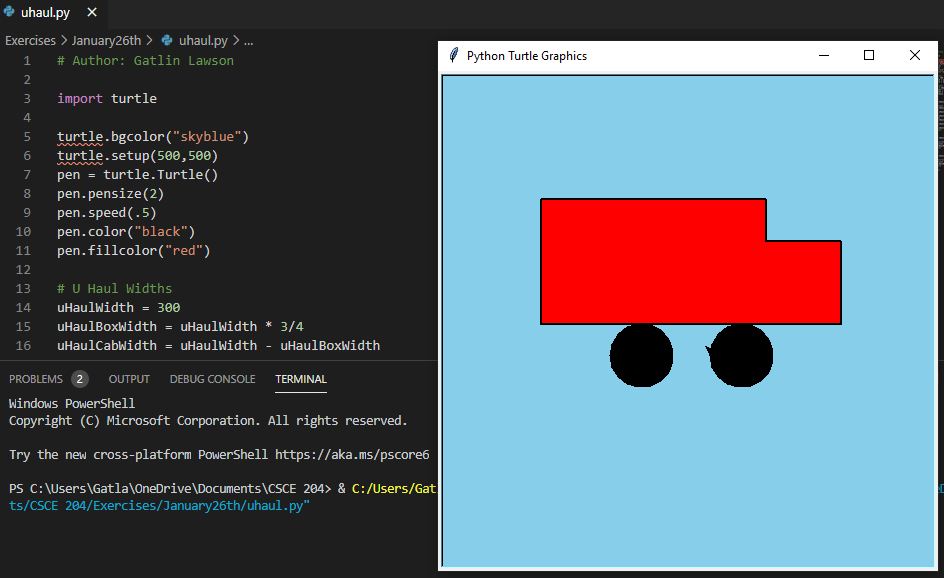 uhaul.py
Exercises > January26th > uhaul.py > ...
1 # Author: Gatlin Lawson
2
3 import turtle
4
5 turtle.bgcolor("skyblue")
6 turtle.setup(500,500)
7 pen = turtle.Turtle()
8 pen.pensize(2)
9 pen.speed(.5)
10 pen.color("black")
11 pen.fillcolor("red")
12
13 # U Haul Widths
14 uHaulWidth = 300
15 uHaulBoxWidth = uHaulWidth * 3/4
16 uHaulCabWidth = uHaulWidth - uHaulBoxWidth
PROBLEMS 2 OUTPUT DEBUG CONSOLE TERMINAL
Windows PowerShell
Copyright (C) Microsoft Corporation. All rights reserved.
Try the new cross-platform PowerShell https://aka.ms/pscore6
PS C:\Users\Gatla\OneDrive\Documents\CSCE 204> & C:/Users/Gat
ts/CSCE 204/Exercises/January26th/uhaul.py"
Python Turtle Graphics